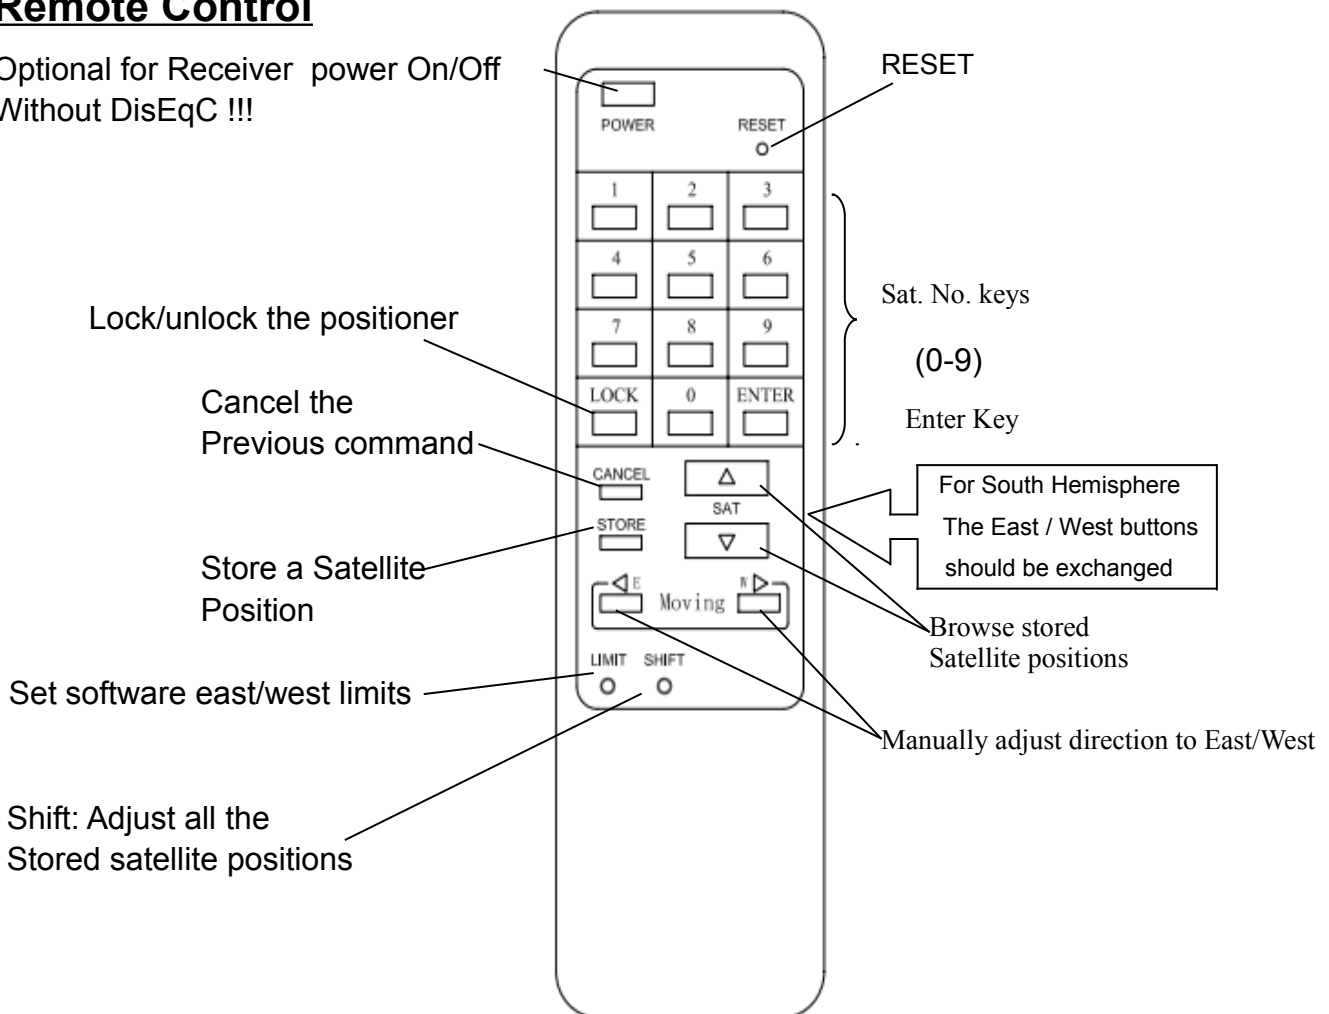 Remote Control
Optional for Receiver power On/Off
Without DisEqC !!!
RESET
POWER
RESET
1
2
3
4
5
6
7
8
9
LOCK
0
ENTER
Sat. No. keys
(0-9)
Enter Key
Lock/unlock the positioner
Cancel the
Previous command
CANCEL
SAT
STORE
For South Hemisphere
The East / West buttons
should be exchanged
Store a Satellite
Position
E
Moving
W
Browse stored
Satellite positions
LIMIT
SHIFT
Set software east/west limits
Manually adjust direction to East/West
Shift: Adjust all the
Stored satellite positions